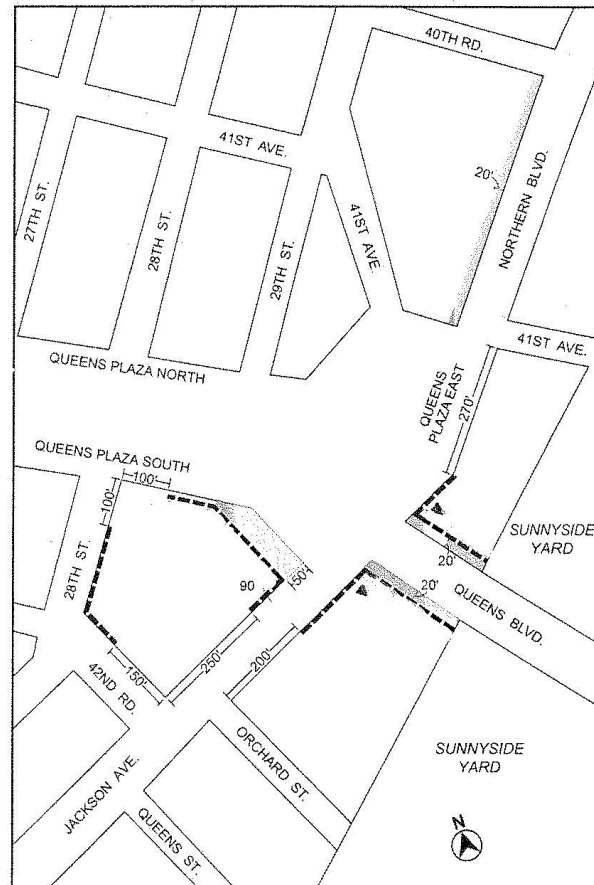 40TH RD.
41ST AVE.
20'
NORTHERN BLVD.
27TH ST.
28TH ST.
29TH ST.
41ST AVE.
41ST AVE.
QUEENS PLAZA NORTH
QUEENS
PLAZA EAST
270'
QUEENS PLAZA SOUTH
100'
100'
SUNNYSIDE
YARD
28TH ST.
50'
90
20'
20'
QUEENS BLVD.
150'
250'
200'
42ND RD.
JACKSON AVE.
ORCHARD ST.
QUEENS ST.
SUNNYSIDE
YARD
N